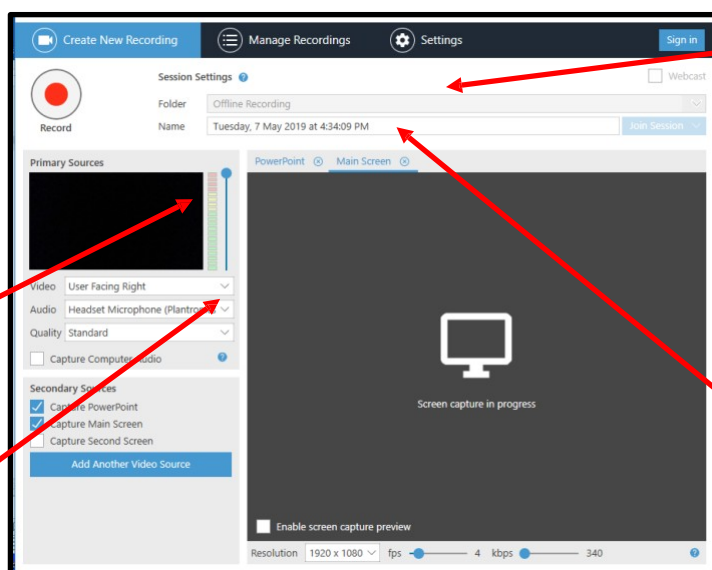 Create New Recording Manage Recordings Settings Sign in
Session Settings Webcast
Folder Offline Recording
Record Name Tuesday, 7 May 2019 at 4:34:09 PM Join Session
Primary Sources
PowerPoint Main Screen
Video User Facing Right
Audio Headset Microphone (Plantro
Quality Standard
Capture Computer Audio
Secondary Sources
Capture PowerPoint
Capture Main Screen
Capture Second Screen
Add Another Video Source
Screen capture in progress
Enable screen capture preview
Resolution 1920 x 1080 fps 4 kbps 340